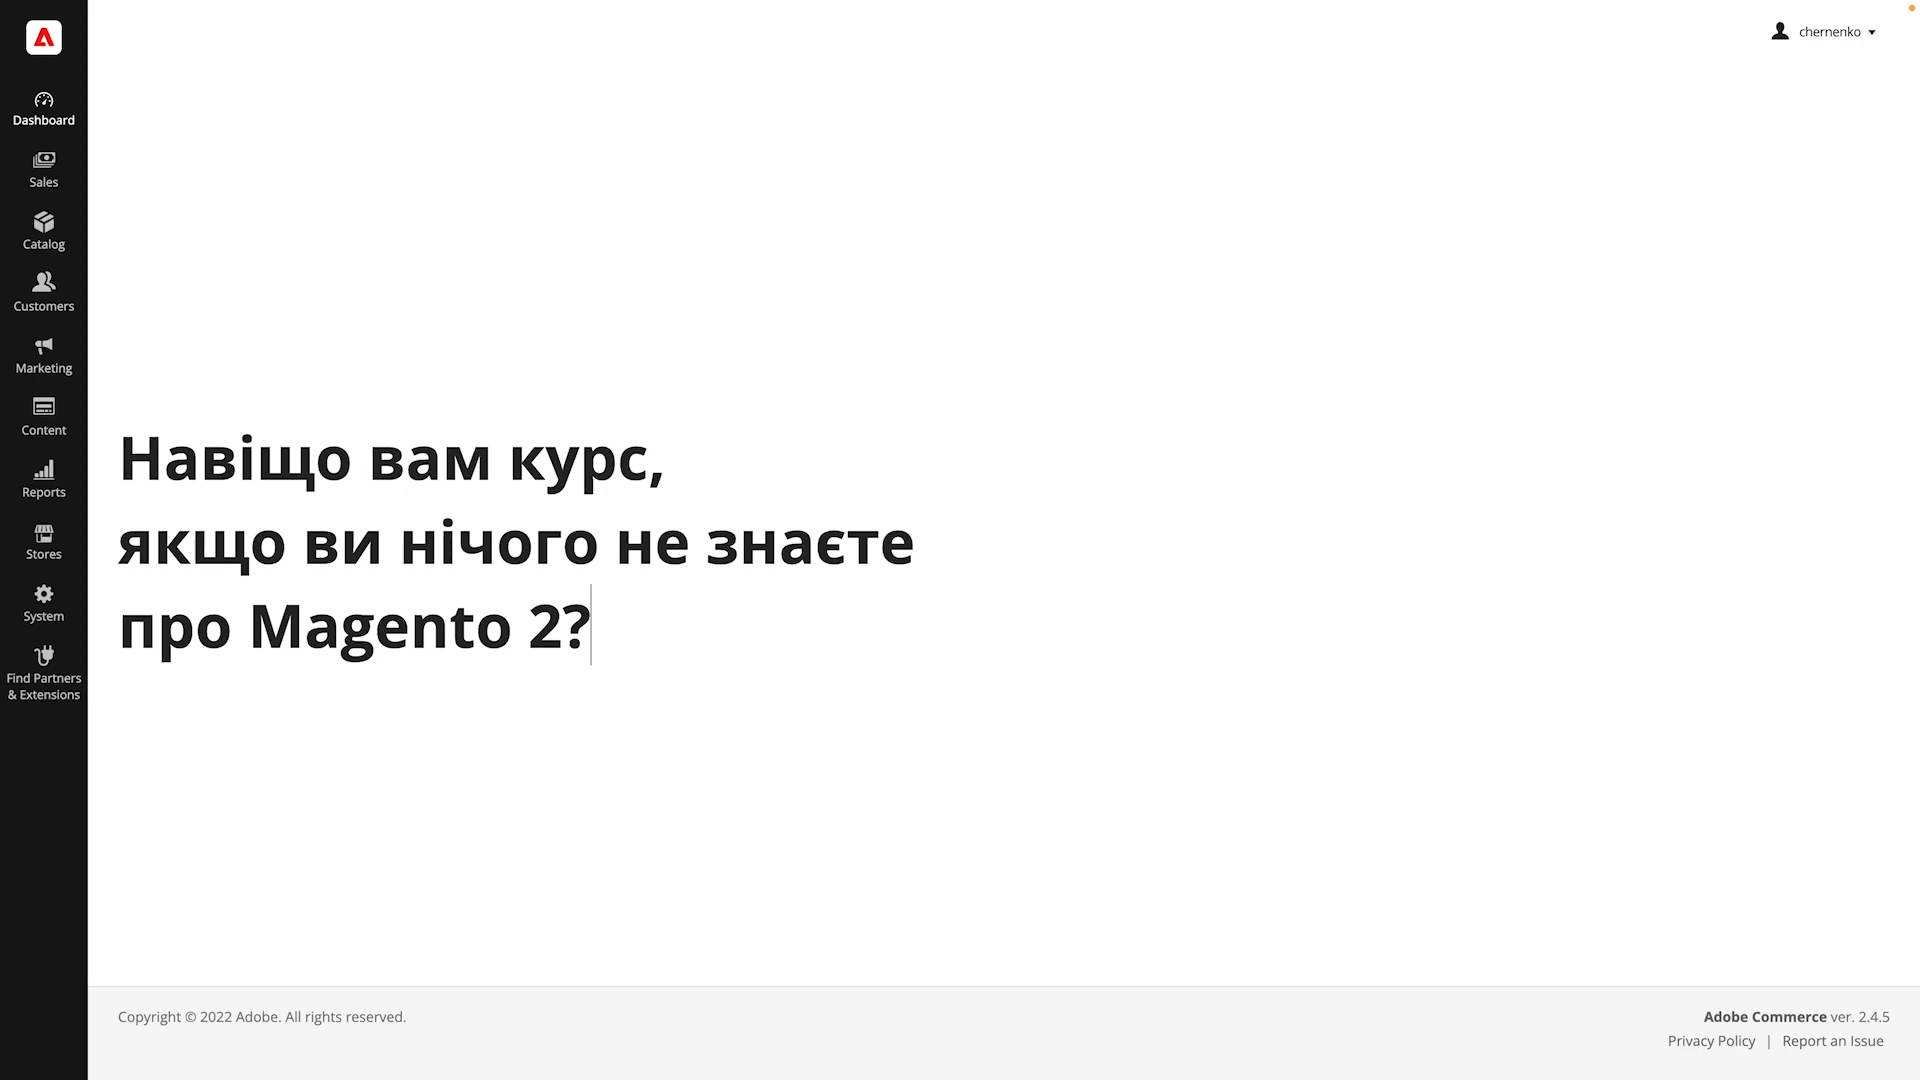 chernenko
Dashboard
Sales
Catalog
Customers
Marketing
Content
Reports
Stores
System
Find Partners
& Extensions
Навіщо вам курс,
якщо ви нічого не знаєте
про Magento 2?
Copyright © 2022 Adobe. All rights reserved.
Adobe Commerce ver. 2.4.5
Privacy Policy | Report an Issue